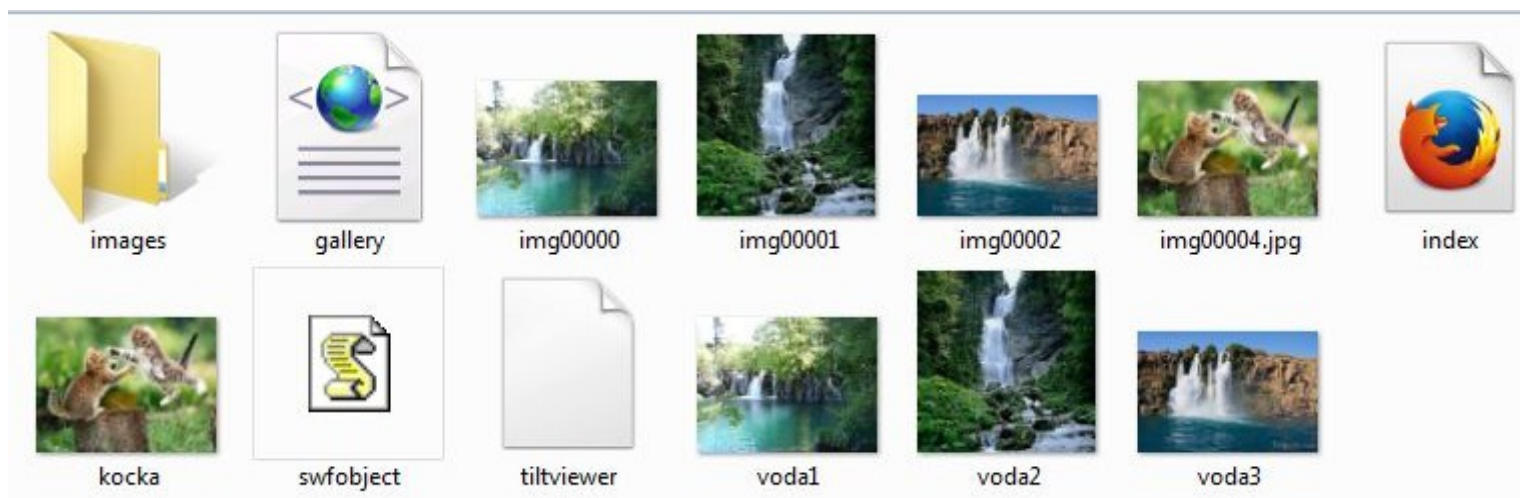 images
gallery
img00000
img00001
img00002
img00004.jpg
index
kocka
swfobject
tiltviewer
voda1
voda2
voda3